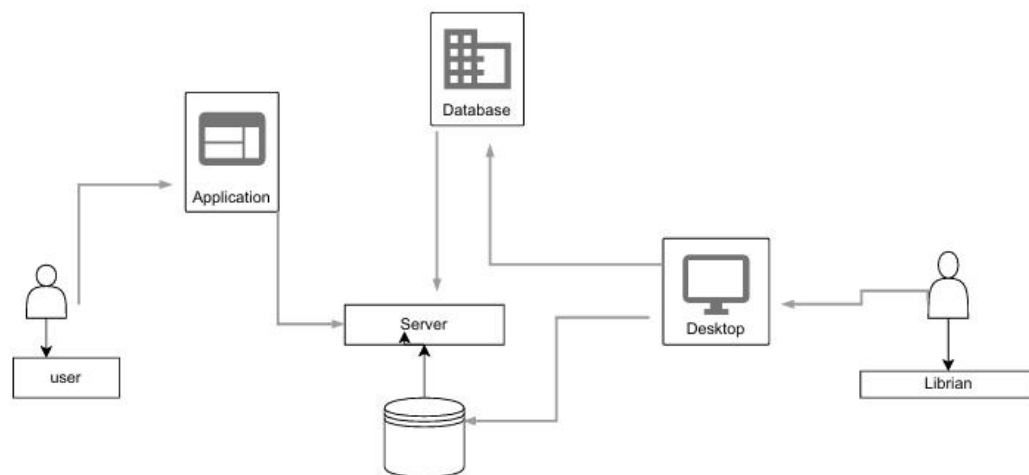 Database
Application
Server
Desktop
user
Librian